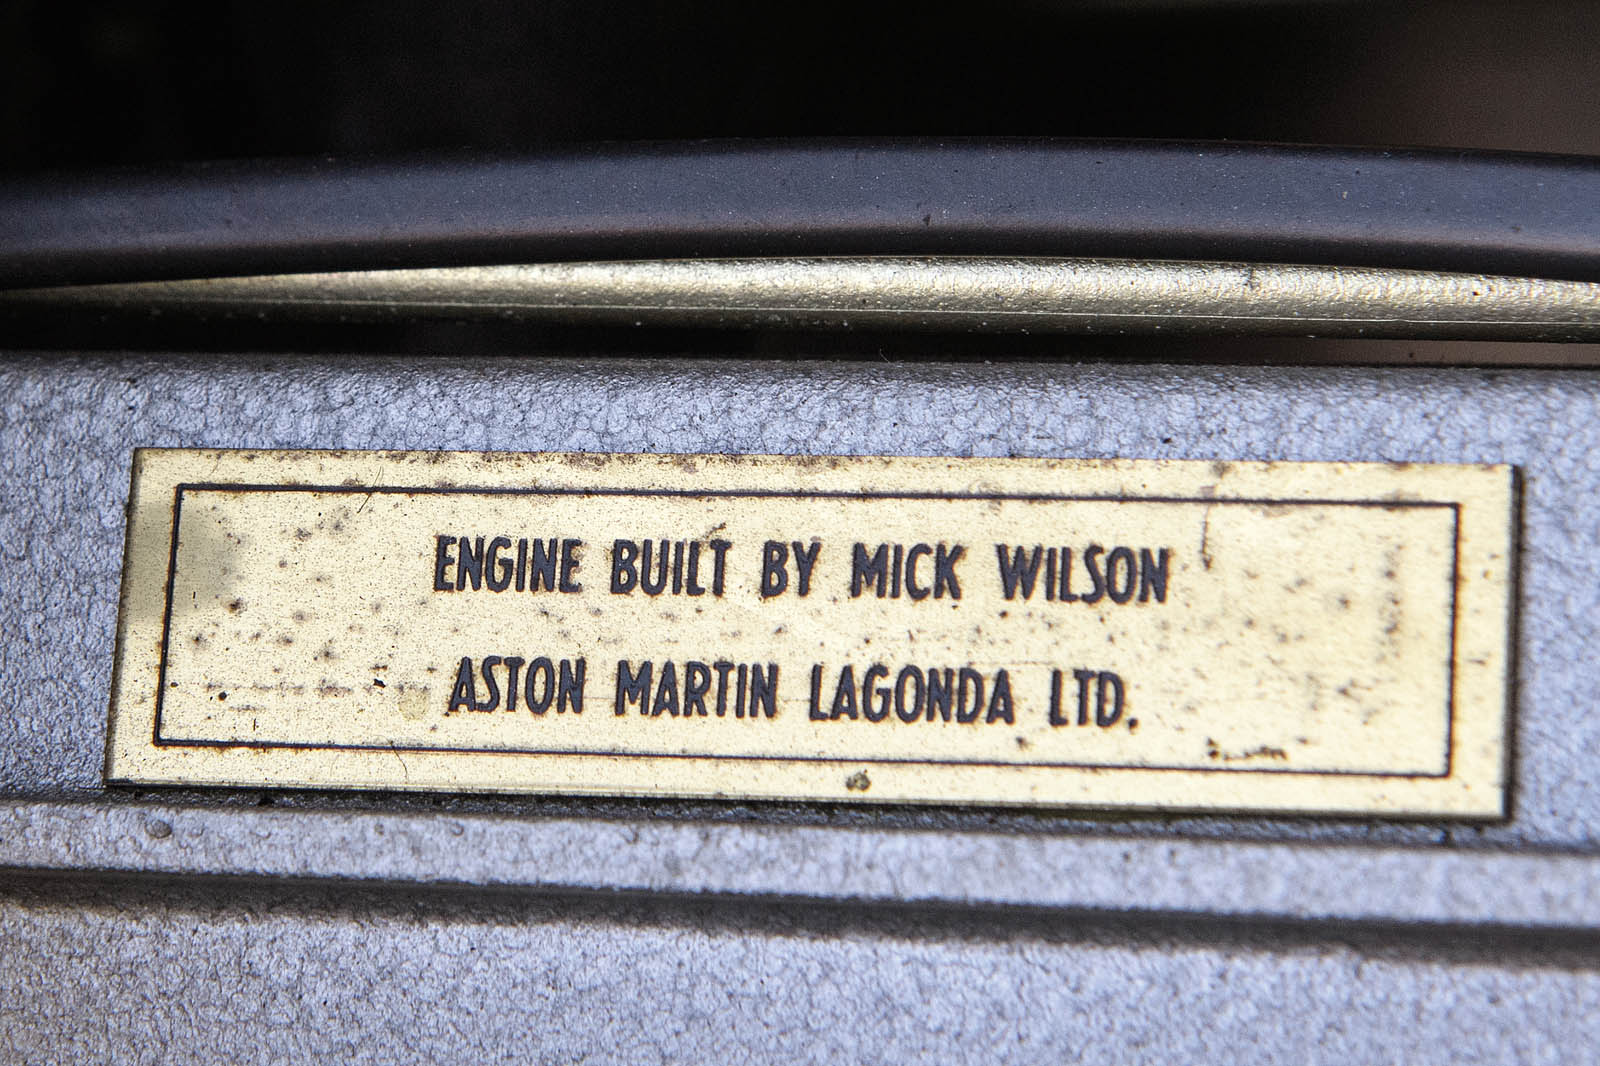 ENGINE BUILT BY MICK WILSON
ASTON MARTIN LAGONDA LTD.